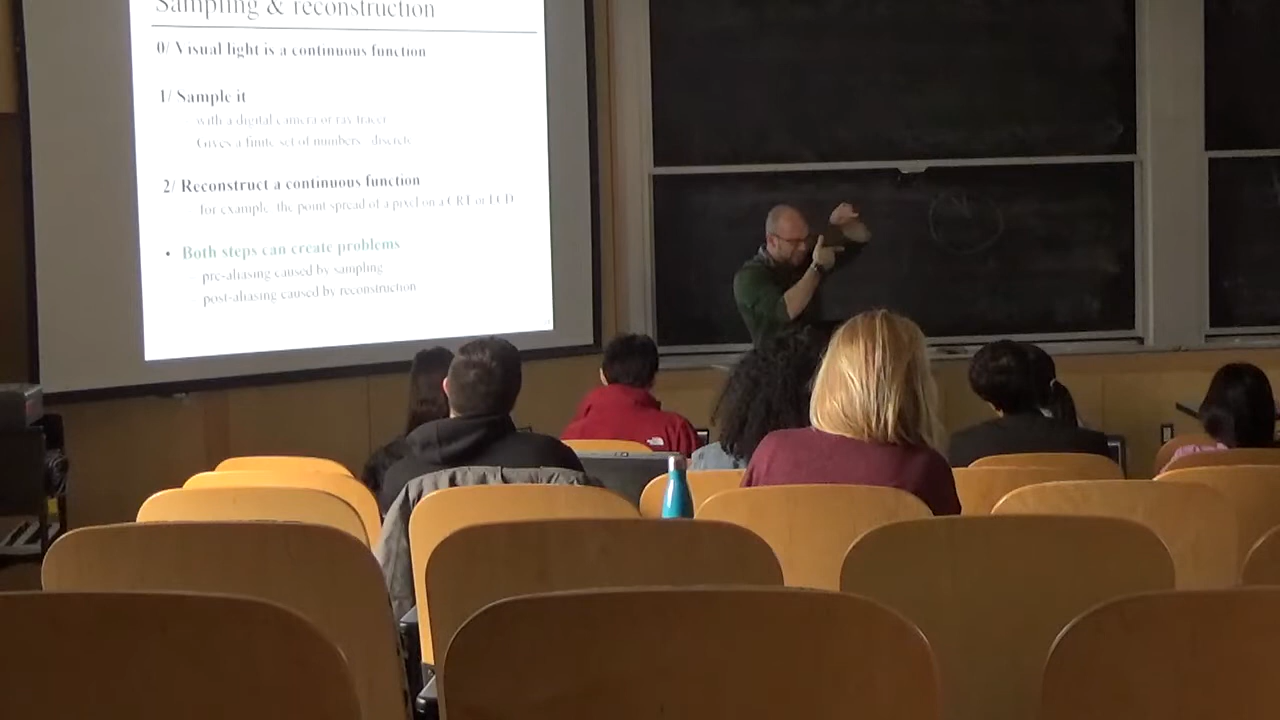 Sampling & reconstruction
0/ Visual light is a continuous function
1/ Sample it
with a digital camera or ray tracer
Gives a finite set of numbers discrete
2/ Reconstruct a continuous function
for example the point spread of a pixel on a CRT or LCD
• Both steps can create problems
pre-aliasing caused by sampling
post-aliasing caused by reconstruction